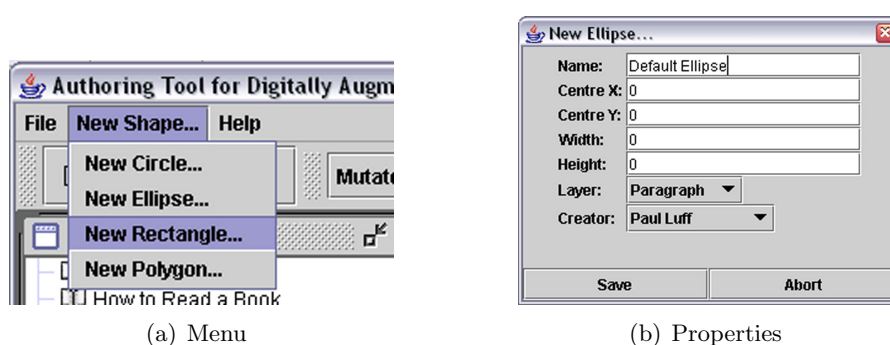 Authoring Tool for Digitally Augm
File New Shape... Help
New Circle...
New Ellipse...
New Rectangle...
New Polygon...
Mutate
How to Read a Book
(a) Menu
New Ellipse...
Name: Default Ellipse
Centre X: 0
Centre Y: 0
Width: 0
Height: 0
Layer: Paragraph
Creator: Paul Luff
Save Abort
(b) Properties